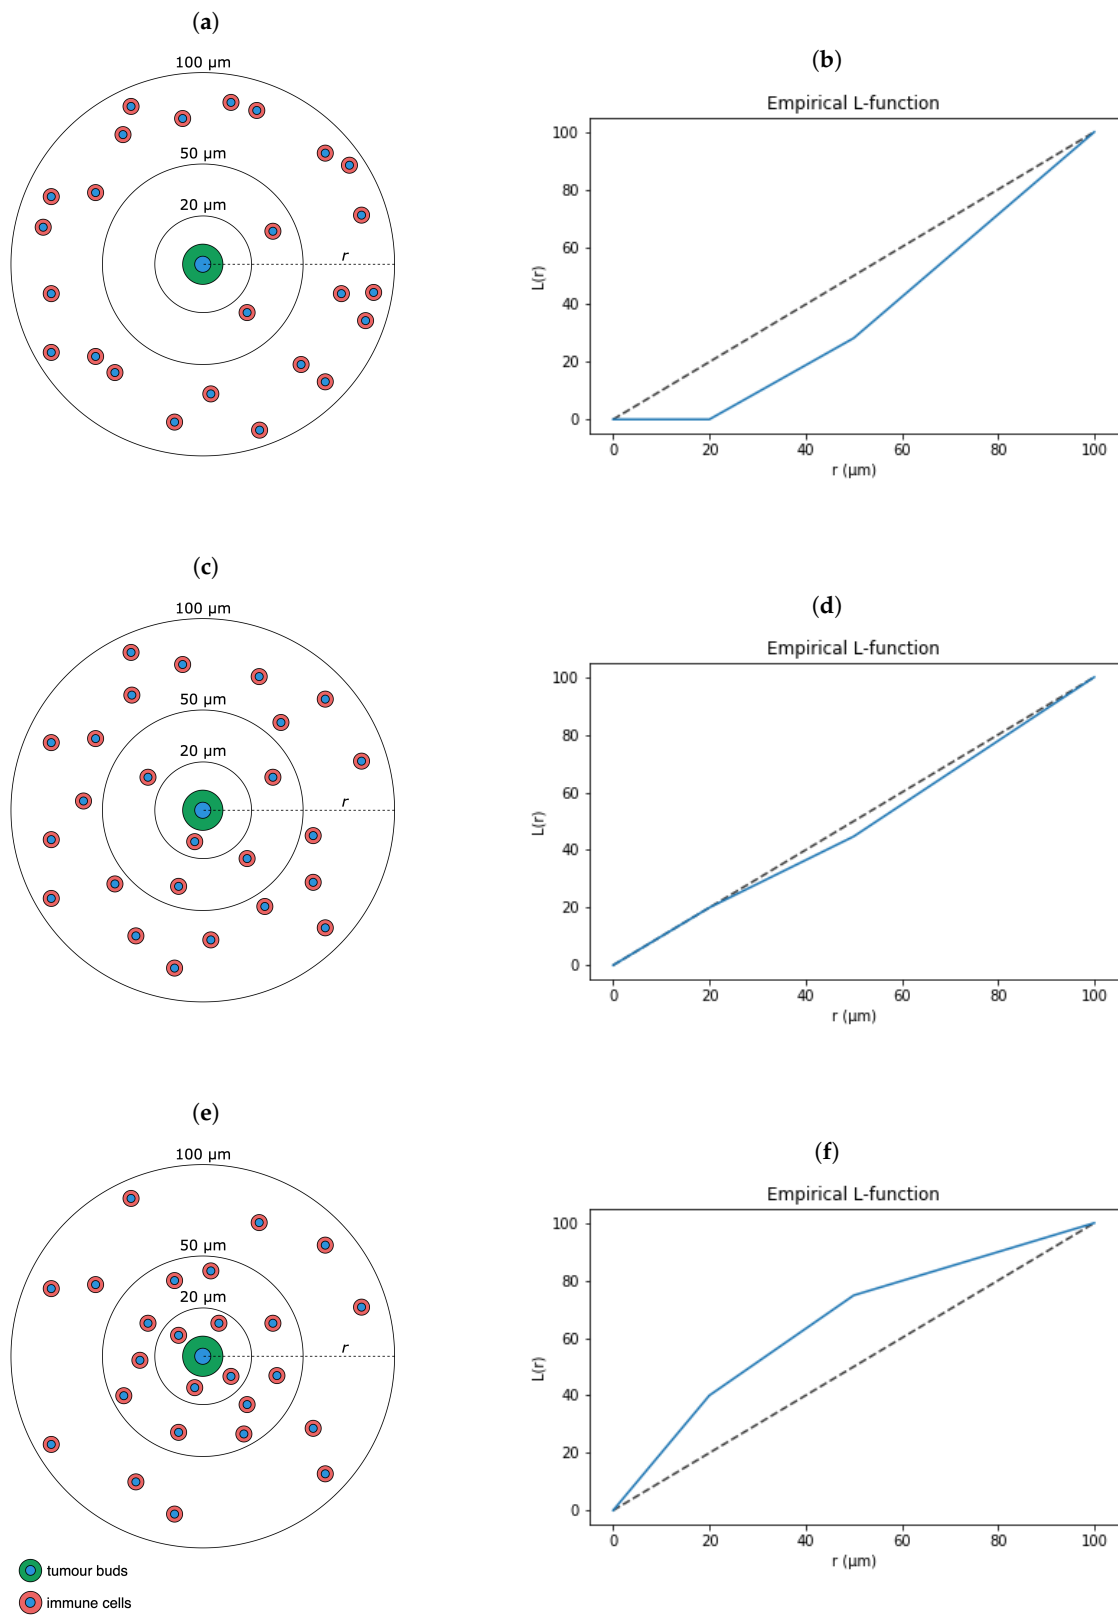 (a)
100 µm
50 µm
20 µm
r
(b)
Empirical L-function
100
80
60
40
20
0
L(r)
0 20 40 60 80 100
r (µm)
(c)
100 µm
50 µm
20 µm
r
(d)
Empirical L-function
100
80
60
40
20
0
L(r)
0 20 40 60 80 100
r (µm)
(e)
100 µm
50 µm
20 µm
r
(f)
Empirical L-function
100
80
60
40
20
0
L(r)
0 20 40 60 80 100
r (µm)
tumour buds
immune cells